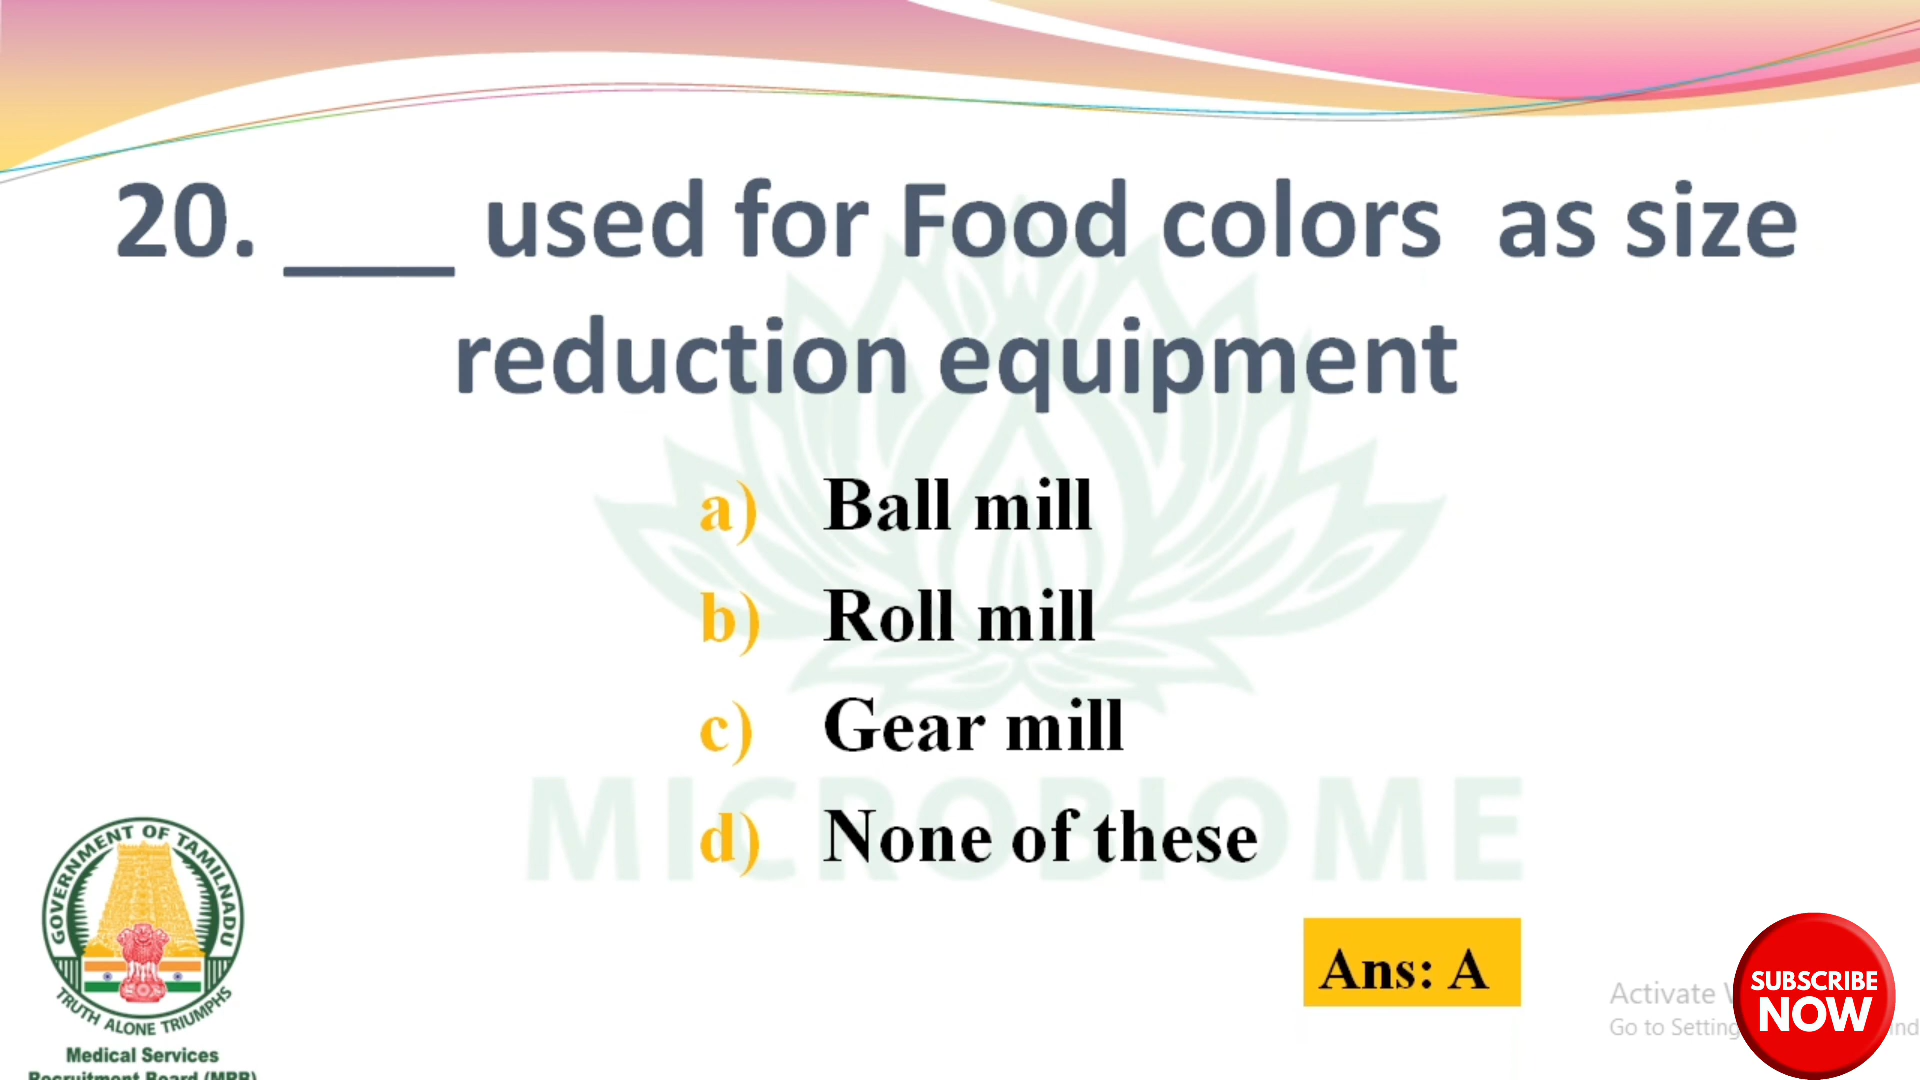 20. ___ used for Food colors as size
reduction equipment
a) Ball mill
b) Roll mill
c) Gear mill
d) None of these
MICROBIOME
Ans: A
GOVERNMENT OF TAMILNADU
TRUTH ALONE TRIUMPHS
Medical Services
Recruitment Board (MRB)
Activate
Go to Setting
SUBSCRIBE
NOW